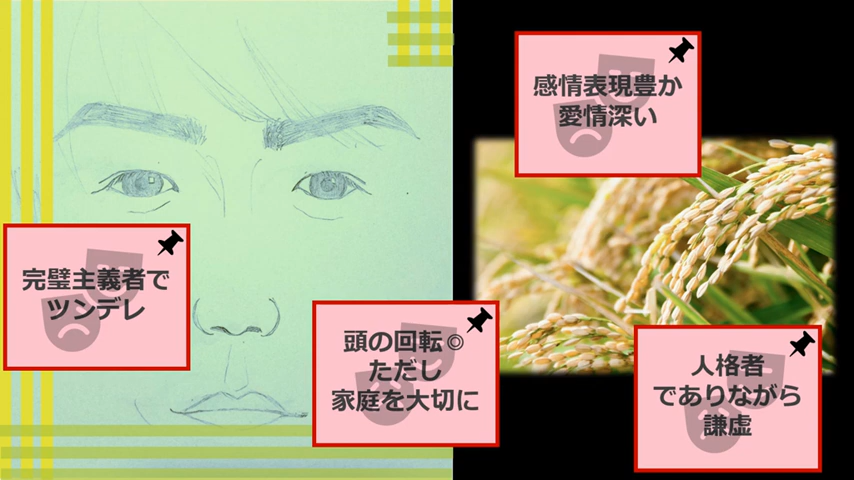 感情表現豊か
愛情深い
完璧主義者で
ツンデレ
頭の回転◎
ただし
家庭を大切に
人格者
でありながら
謙虚